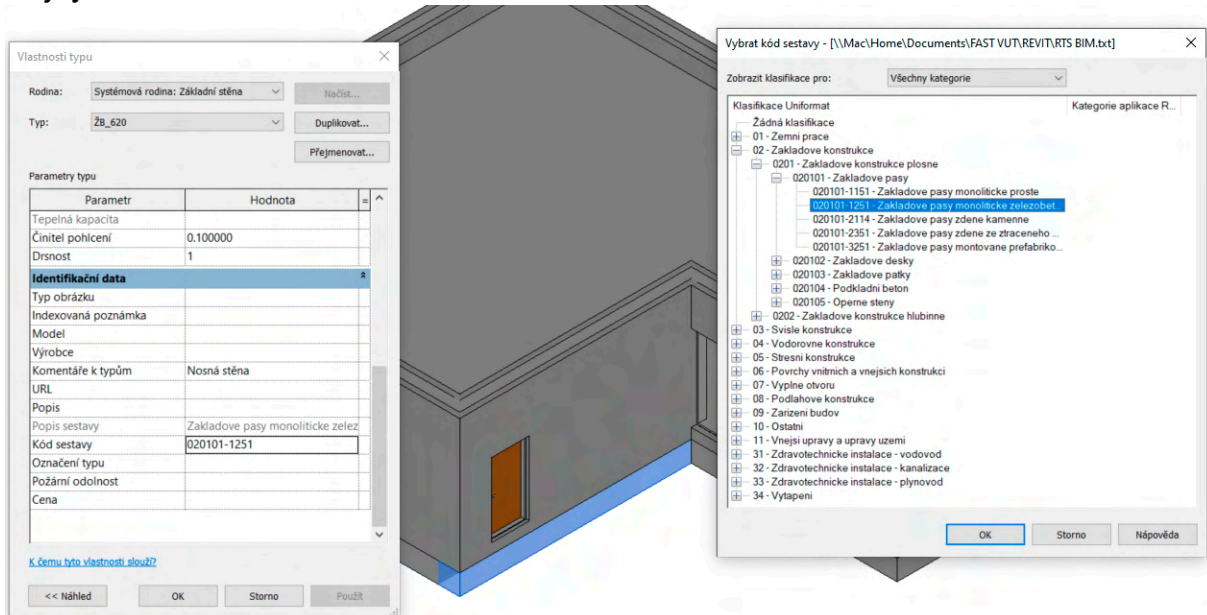 Vlastnosti typu
Rodina: Systémová rodina: Základní stěna Načíst...
Typ: ŽB_620 Duplikovat...
Přejmenovat...
Parametry typu
Parametr Hodnota =
Tepelná kapacita
Činitel pohlcení 0.100000
Drsnost 1
Identifikační data
Typ obrázku
Indexovaná poznámka
Model
Výrobce
Komentáře k typům Nosná stěna
URL
Popis
Popis sestavy Zakladove pasy monoliticke zelez
Kód sestavy 020101-1251
Označení typu
Požární odolnost
Cena
K čemu tyto vlastnosti slouží?
<< Náhled OK Storno Použít
Vybrat kód sestavy - [\\Mac\Home\Documents\FAST VUT\REVIT\RTS BIM.txt]
Zobrazit klasifikace pro: Všechny kategorie
Klasifikace Uniformat Kategorie aplikace R...
Žádná klasifikace
01 - Zemni prace
02 - Zakladove konstrukce
0201 - Zakladove konstrukce plosne
020101 - Zakladove pasy
020101-1151 - Zakladove pasy monoliticke proste
020101-1251 - Zakladove pasy monoliticke zelezobet...
020101-2114 - Zakladove pasy zdene kamenne
020101-2351 - Zakladove pasy zdene ze ztraceneho ...
020101-3251 - Zakladove pasy montovane prefabriko...
020102 - Zakladove desky
020103 - Zakladove patky
020104 - Podkladni beton
020105 - Operne steny
0202 - Zakladove konstrukce hlubinne
03 - Svisle konstrukce
04 - Vodorovne konstrukce
05 - Stresni konstrukce
06 - Povrchy vnitrnich a vnejsich konstrukci
07 - Vyplne otvoru
08 - Podlahove konstrukce
09 - Zarizeni budov
10 - Ostatni
11 - Vnejsi upravy a upravy uzemi
31 - Zdravotechnicke instalace - vodovod
32 - Zdravotechnicke instalace - kanalizace
33 - Zdravotechnicke instalace - plynovod
34 - Vytapeni
OK Storno Nápověda